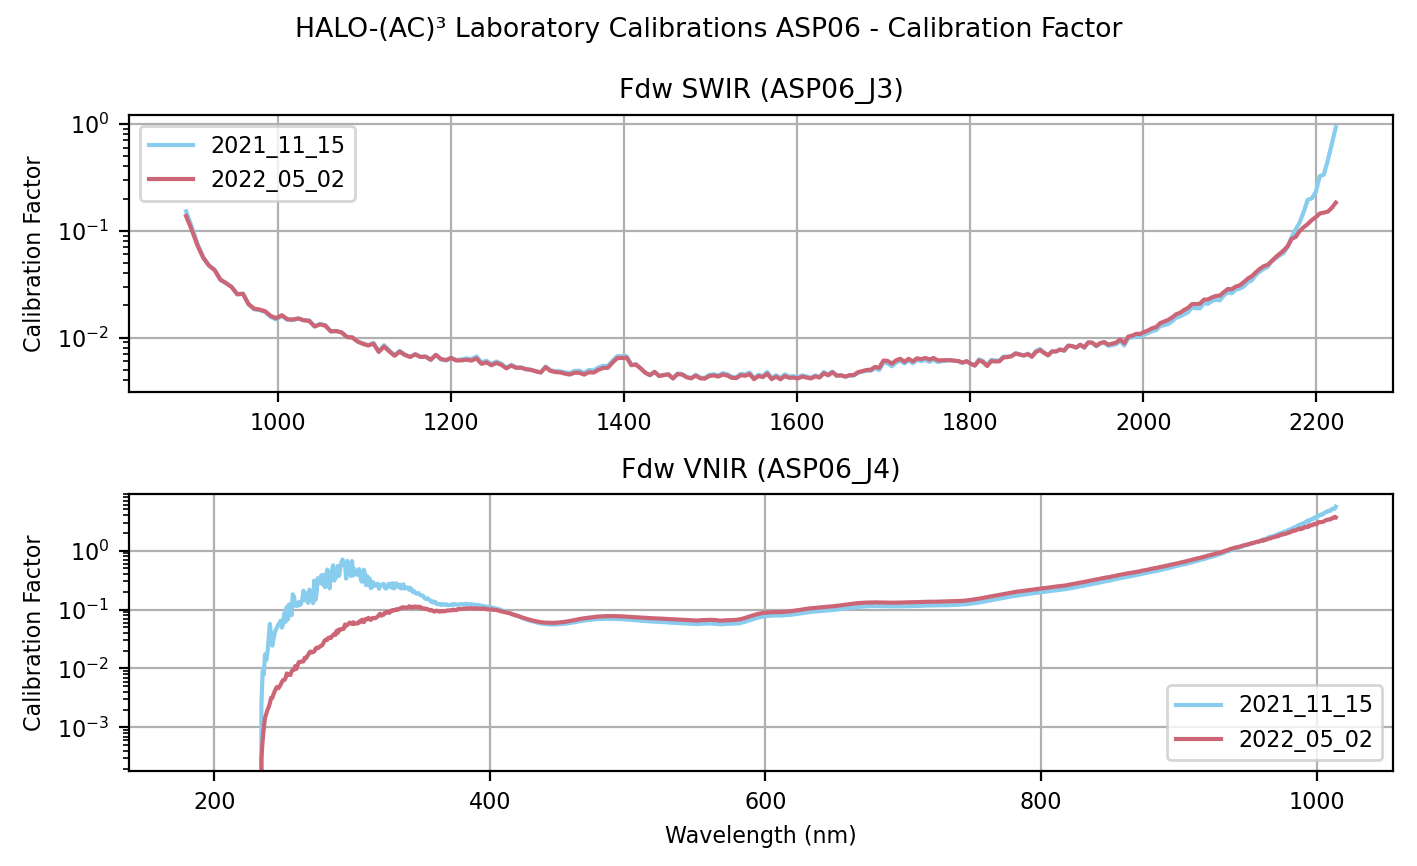 HALO-(AC)³ Laboratory Calibrations ASP06 - Calibration Factor
Fdw SWIR (ASP06_J3)
Calibration Factor
10⁰
10⁻¹
10⁻²
2021_11_15
2022_05_02
1000 1200 1400 1600 1800 2000 2200
Fdw VNIR (ASP06_J4)
Calibration Factor
10⁰
10⁻¹
10⁻²
10⁻³
2021_11_15
2022_05_02
200 400 600 800 1000
Wavelength (nm)